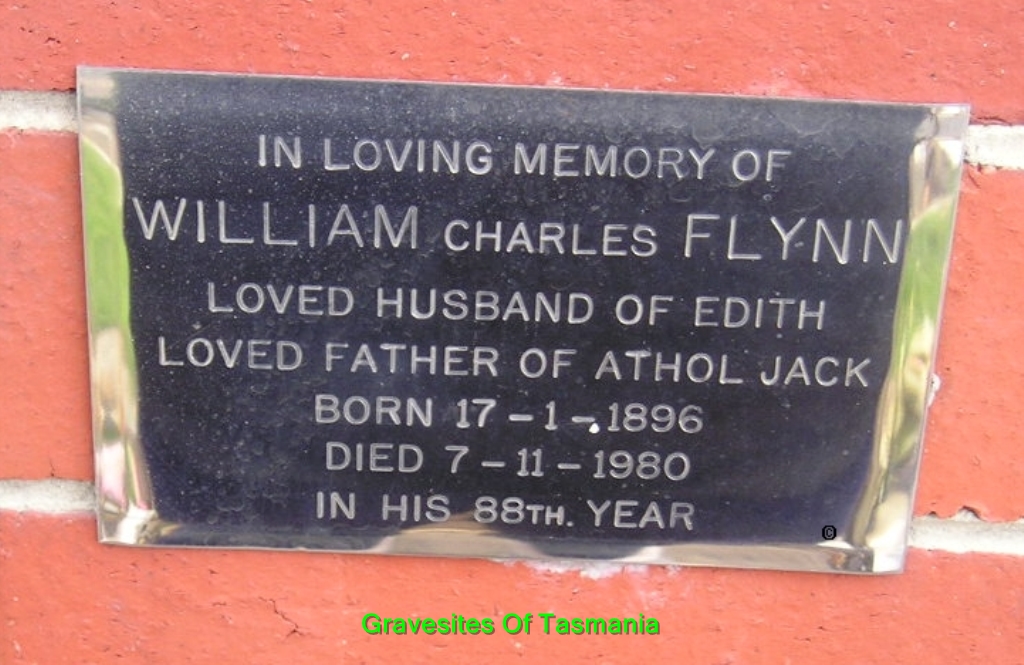 IN LOVING MEMORY OF
WILLIAM CHARLES FLYNN
LOVED HUSBAND OF EDITH
LOVED FATHER OF ATHOL JACK
BORN 17-1-1896
DIED 7-11-1980
IN HIS 88TH. YEAR
©
Gravesites Of Tasmania